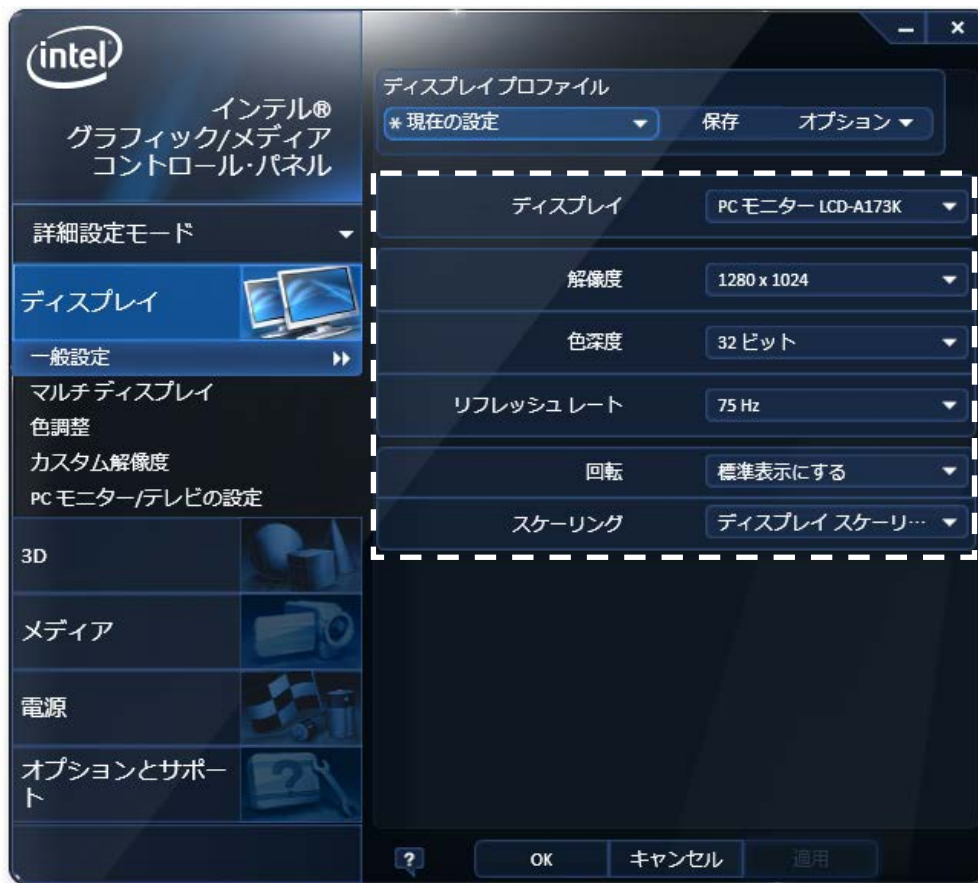 intel
インテル®
グラフィック/メディア
コントロール・パネル
詳細設定モード
ディスプレイ
一般設定
マルチ ディスプレイ
色調整
カスタム解像度
PC モニター/テレビの設定
3D
メディア
電源
オプションとサポー
ト
ディスプレイ プロファイル
* 現在の設定
保存
オプション
ディスプレイ
PC モニター LCD-A173K
解像度
1280 x 1024
色深度
32 ビット
リフレッシュ レート
75 Hz
回転
標準表示にする
スケーリング
ディスプレイ スケーリ…
?
OK
キャンセル
適用